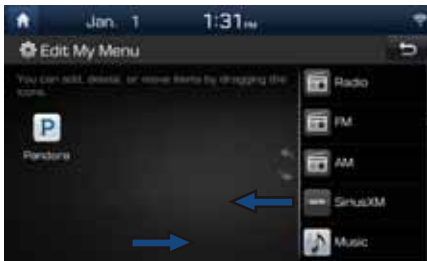 Jan. 1 1:31 PM
Edit My Menu
You can add, delete, or move items by dragging the
icons.
Pandora
Radio
FM
AM
SiriusXM
Music